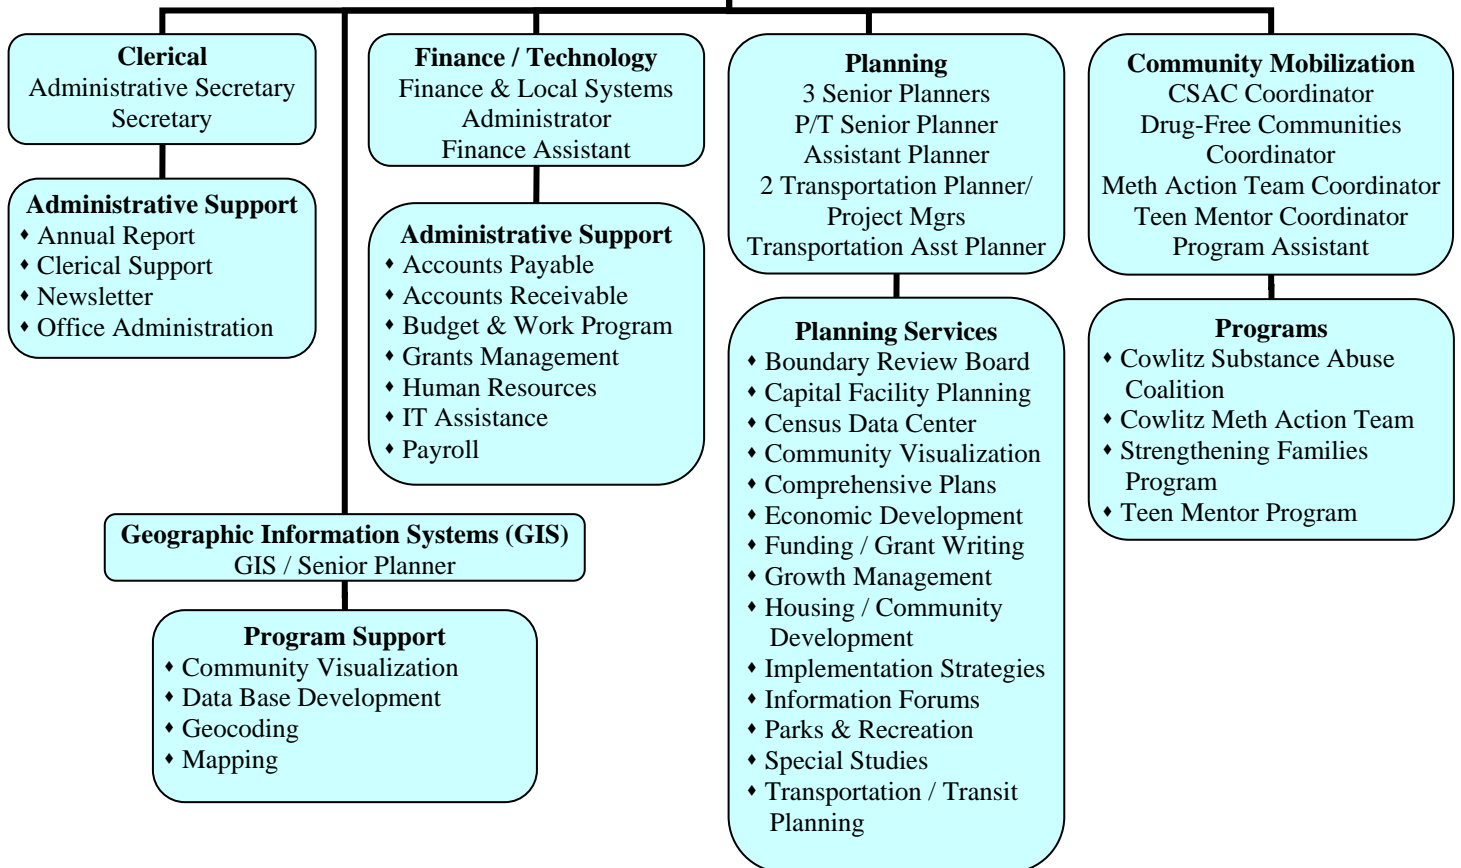 Clerical
Administrative Secretary
Secretary
Administrative Support
♦ Annual Report
♦ Clerical Support
♦ Newsletter
♦ Office Administration
Geographic Information Systems (GIS)
GIS / Senior Planner
Program Support
♦ Community Visualization
♦ Data Base Development
♦ Geocoding
♦ Mapping
Finance / Technology
Finance & Local Systems
Administrator
Finance Assistant
Administrative Support
♦ Accounts Payable
♦ Accounts Receivable
♦ Budget & Work Program
♦ Grants Management
♦ Human Resources
♦ IT Assistance
♦ Payroll
Planning
3 Senior Planners
P/T Senior Planner
Assistant Planner
2 Transportation Planner/
Project Mgrs
Transportation Asst Planner
Planning Services
♦ Boundary Review Board
♦ Capital Facility Planning
♦ Census Data Center
♦ Community Visualization
♦ Comprehensive Plans
♦ Economic Development
♦ Funding / Grant Writing
♦ Growth Management
♦ Housing / Community
Development
♦ Implementation Strategies
♦ Information Forums
♦ Parks & Recreation
♦ Special Studies
♦ Transportation / Transit
Planning
Community Mobilization
CSAC Coordinator
Drug-Free Communities
Coordinator
Meth Action Team Coordinator
Teen Mentor Coordinator
Program Assistant
Programs
♦ Cowlitz Substance Abuse
Coalition
♦ Cowlitz Meth Action Team
♦ Strengthening Families
Program
♦ Teen Mentor Program